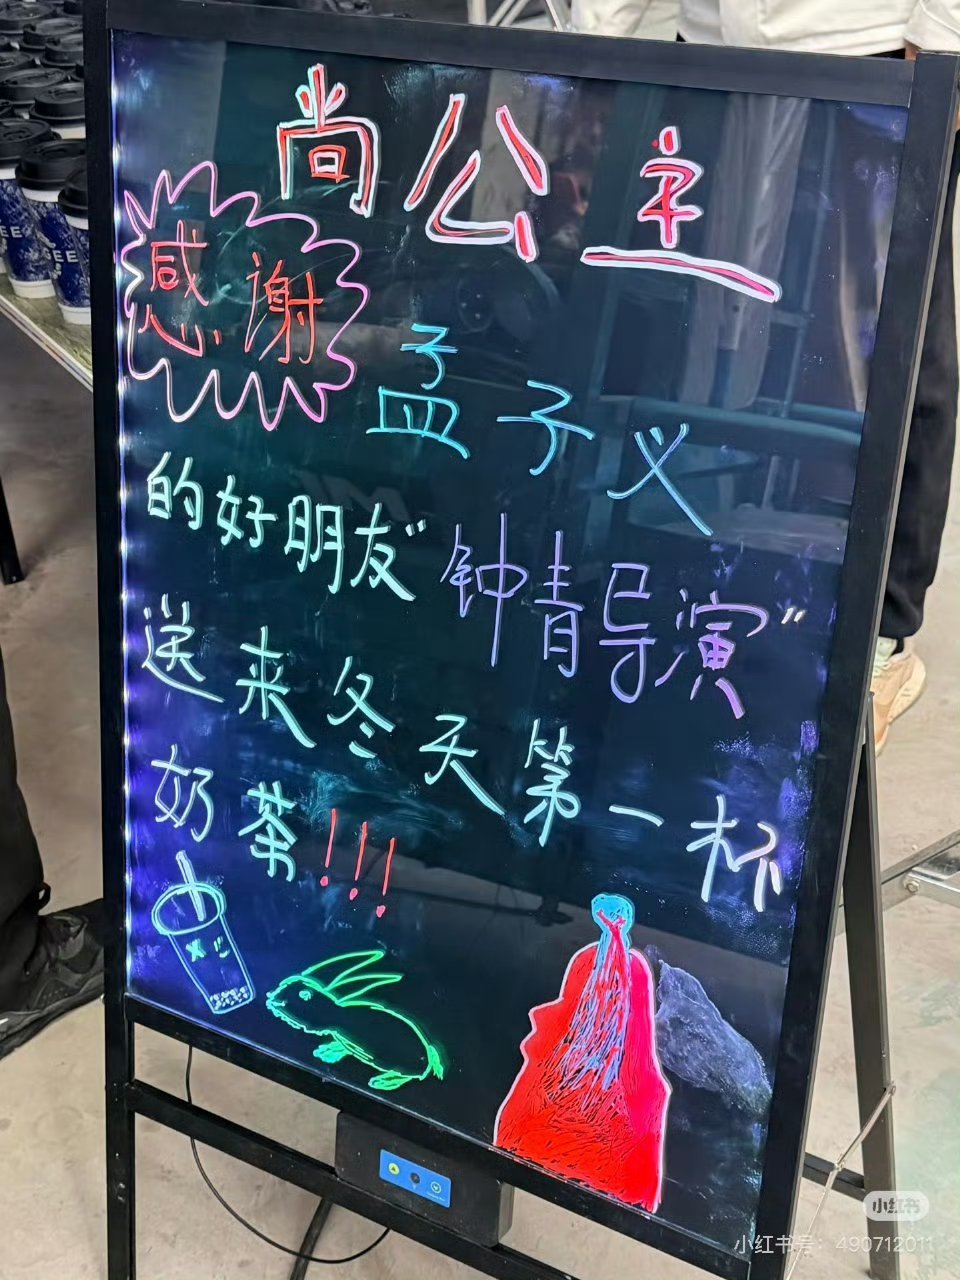 尚公主
感谢
孟子义
的好朋友"钟青导演"
送来冬天第一杯
奶茶!!!
小红书
小红书号: 490712011